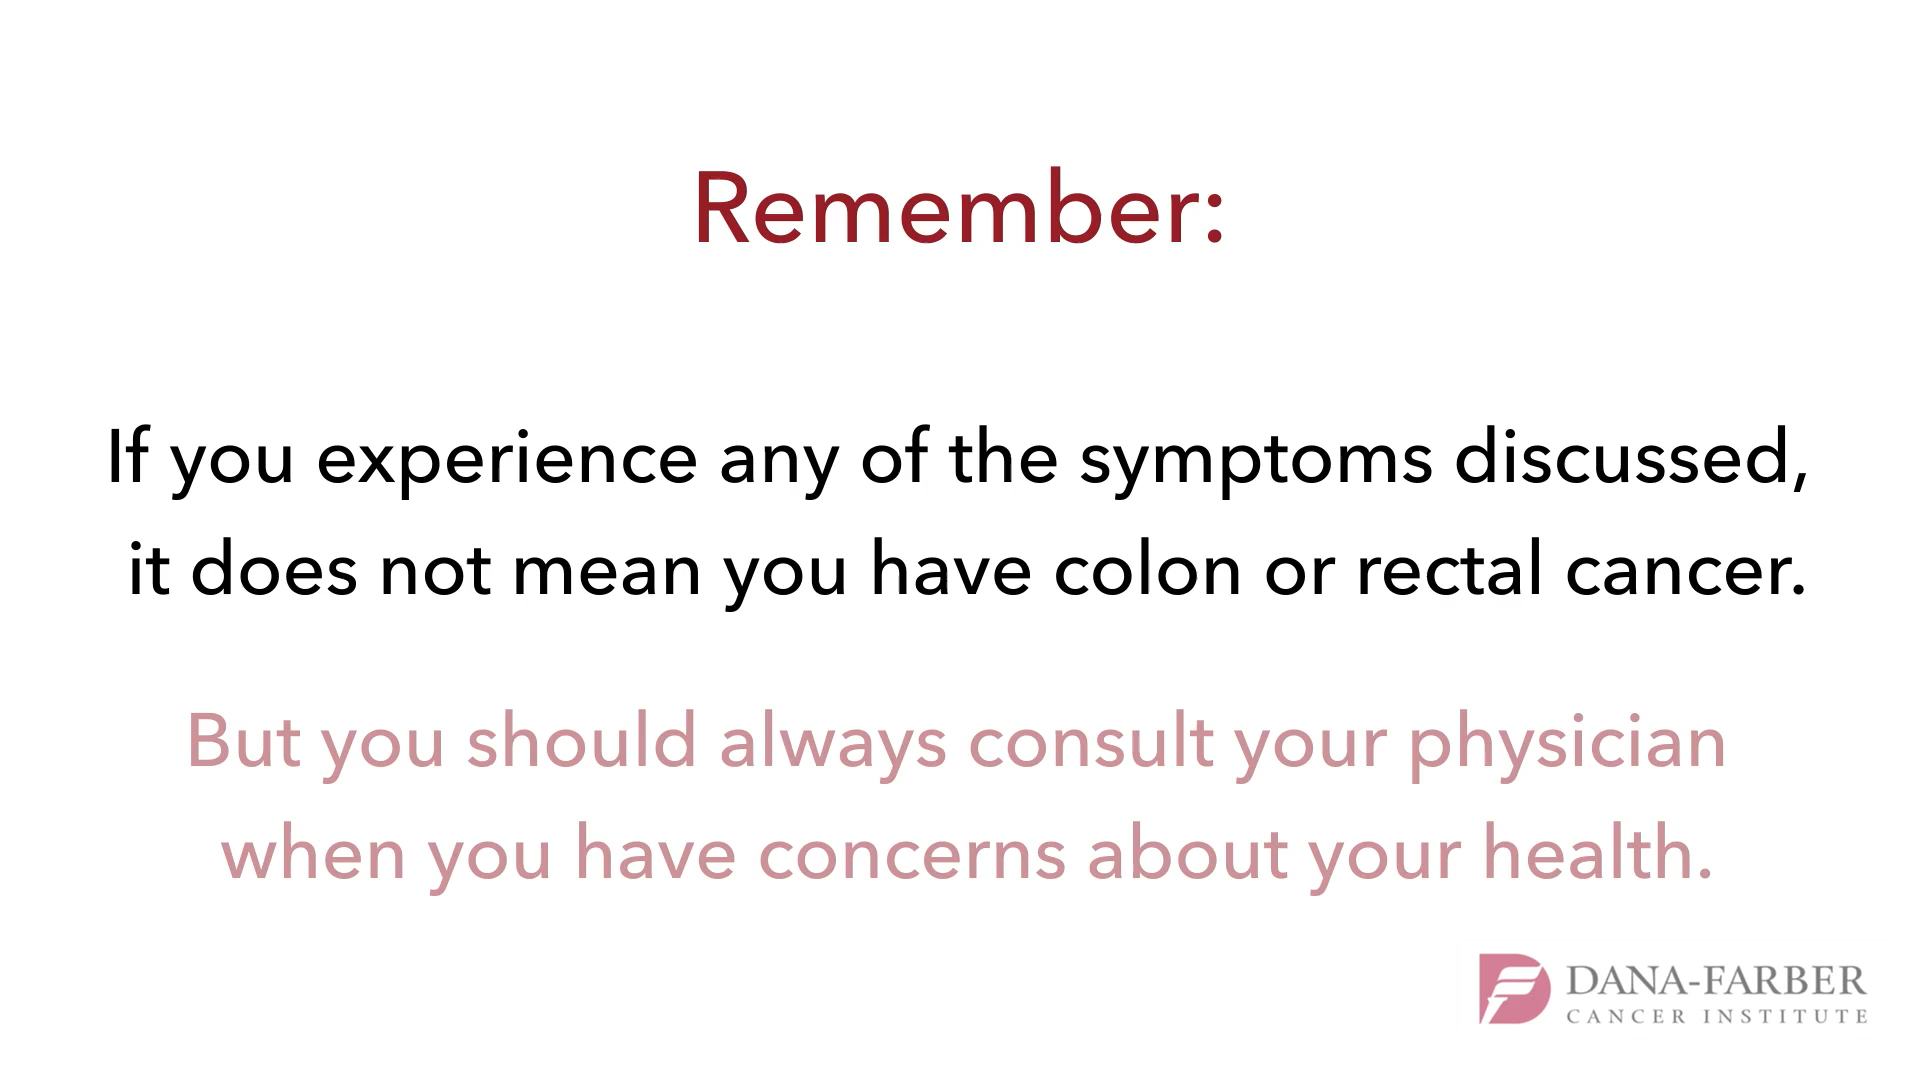 Remember:
If you experience any of the symptoms discussed,
it does not mean you have colon or rectal cancer.
But you should always consult your physician
when you have concerns about your health.
DANA-FARBER
CANCER INSTITUTE